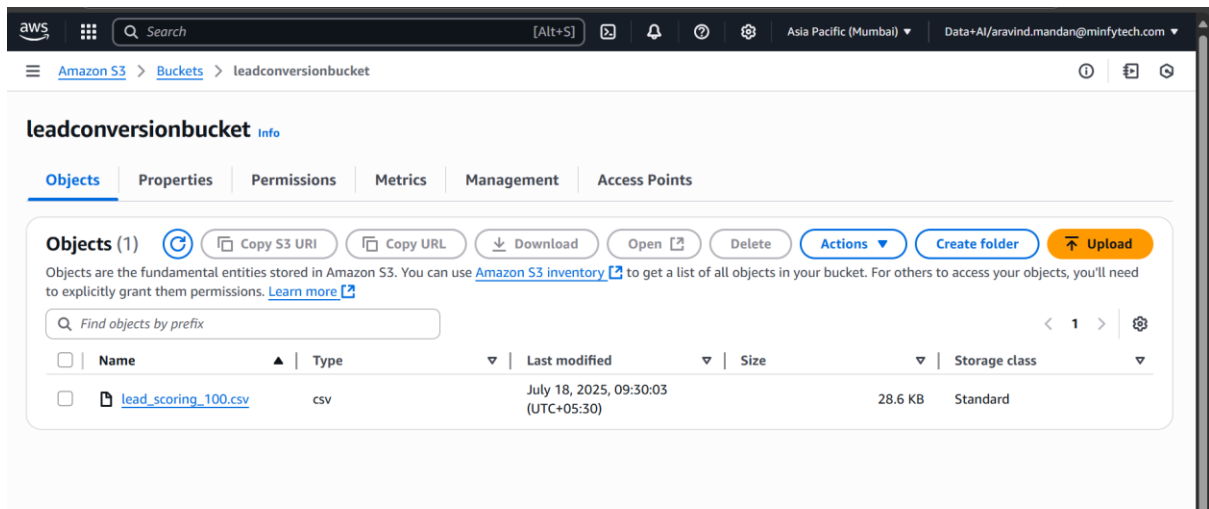 aws
Search [Alt+S] Asia Pacific (Mumbai) ▼ Data+AI/aravind.mandan@minfytech.com ▼
Amazon S3 > Buckets > leadconversionbucket
leadconversionbucket Info
Objects Properties Permissions Metrics Management Access Points
Objects (1) Copy S3 URI Copy URL Download Open Delete Actions ▼ Create folder Upload
Objects are the fundamental entities stored in Amazon S3. You can use Amazon S3 inventory to get a list of all objects in your bucket. For others to access your objects, you'll need
to explicitly grant them permissions. Learn more
Find objects by prefix < 1 >
Name ▲ Type Last modified Size Storage class
lead_scoring_100.csv csv July 18, 2025, 09:30:03 (UTC+05:30) 28.6 KB Standard